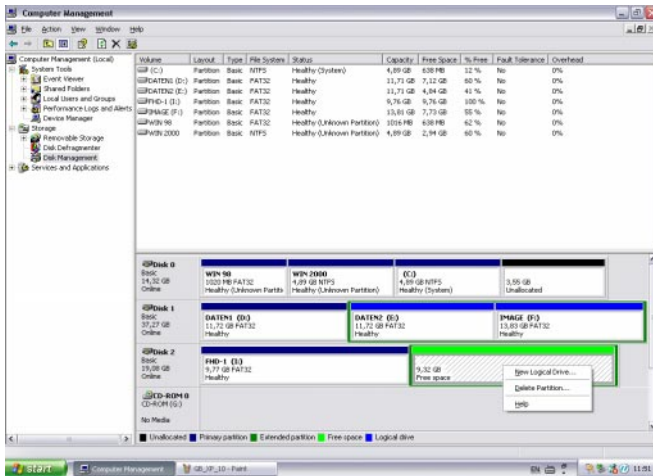 Computer Management
File Action View Window Help
Computer Management (Local)
System Tools
Event Viewer
Shared Folders
Local Users and Groups
Performance Logs and Alerts
Device Manager
Storage
Removable Storage
Disk Defragmenter
Disk Management
Services and Applications
Volume Layout Type File System Status Capacity Free Space % Free Fault Tolerance Overhead
(C:) Partition Basic NTFS Healthy (System) 4,89 GB 638 MB 12 % No 0%
DATEN1 (D:) Partition Basic FAT32 Healthy 11,71 GB 7,12 GB 60 % No 0%
DATEN2 (E:) Partition Basic FAT32 Healthy 11,71 GB 4,84 GB 41 % No 0%
FHD-1 (I:) Partition Basic FAT32 Healthy 9,76 GB 9,76 GB 100 % No 0%
IMAGE (F:) Partition Basic FAT32 Healthy 13,81 GB 7,73 GB 55 % No 0%
WIN 98 Partition Basic FAT32 Healthy (Unknown Partition) 1016 MB 638 MB 62 % No 0%
WIN 2000 Partition Basic NTFS Healthy (Unknown Partition) 4,89 GB 2,94 GB 60 % No 0%
Disk 0
Basic
14,32 GB
Online
WIN 98
1020 MB FAT32
Healthy (Unknown Partiti
WIN 2000
4,89 GB NTFS
Healthy (Unknown Partition)
(C:)
4,89 GB NTFS
Healthy (System)
3,55 GB
Unallocated
Disk 1
Basic
37,27 GB
Online
DATEN1 (D:)
11,72 GB FAT32
Healthy
DATEN2 (E:)
11,72 GB FAT32
Healthy
IMAGE (F:)
13,83 GB FAT32
Healthy
Disk 2
Basic
19,08 GB
Online
FHD-1 (I:)
9,77 GB FAT32
Healthy
9,32 GB
Free space
New Logical Drive...
Delete Partition...
Help
CD-ROM 0
CD-ROM (G:)
No Media
Unallocated Primary partition Extended partition Free space Logical drive
start
Computer Management
GB_XP_10 - Paint
EN
11:51